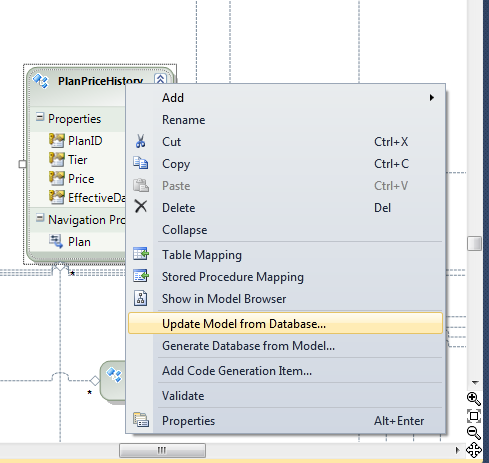 PlanPriceHistory
Properties
PlanID
Tier
Price
EffectiveDa
Navigation Pro
Plan
*
*
Add
Rename
Cut Ctrl+X
Copy Ctrl+C
Paste Ctrl+V
Delete Del
Collapse
Table Mapping
Stored Procedure Mapping
Show in Model Browser
Update Model from Database...
Generate Database from Model...
Add Code Generation Item...
Validate
Properties Alt+Enter